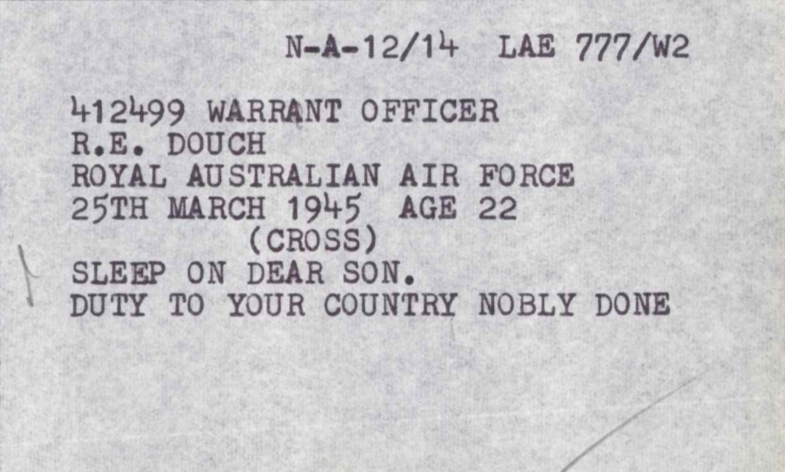 N-A-12/14 LAE 777/W2
412499 WARRANT OFFICER
R.E. DOUCH
ROYAL AUSTRALIAN AIR FORCE
25TH MARCH 1945 AGE 22
(CROSS)
SLEEP ON DEAR SON.
DUTY TO YOUR COUNTRY NOBLY DONE